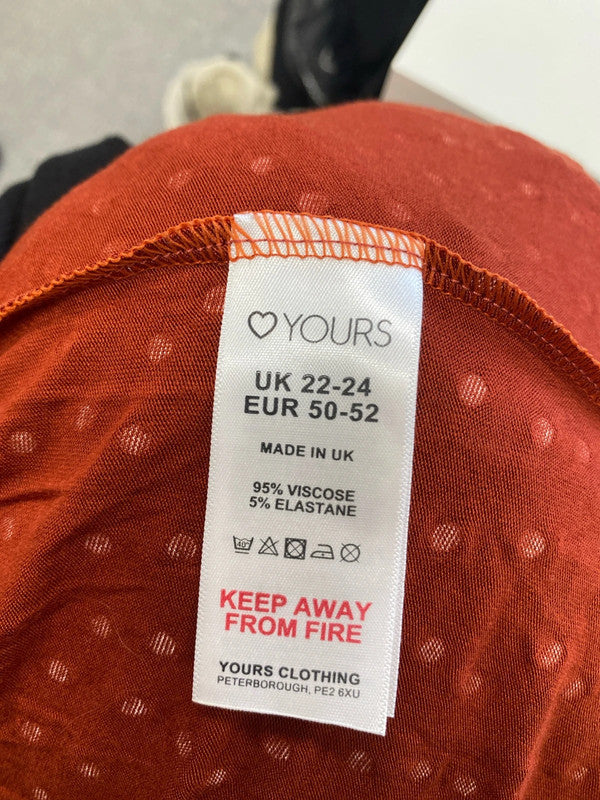 YOURS
UK 22-24
EUR 50-52
MADE IN UK
95% VISCOSE
5% ELASTANE
40°
KEEP AWAY
FROM FIRE
YOURS CLOTHING
PETERBOROUGH, PE2 6XU